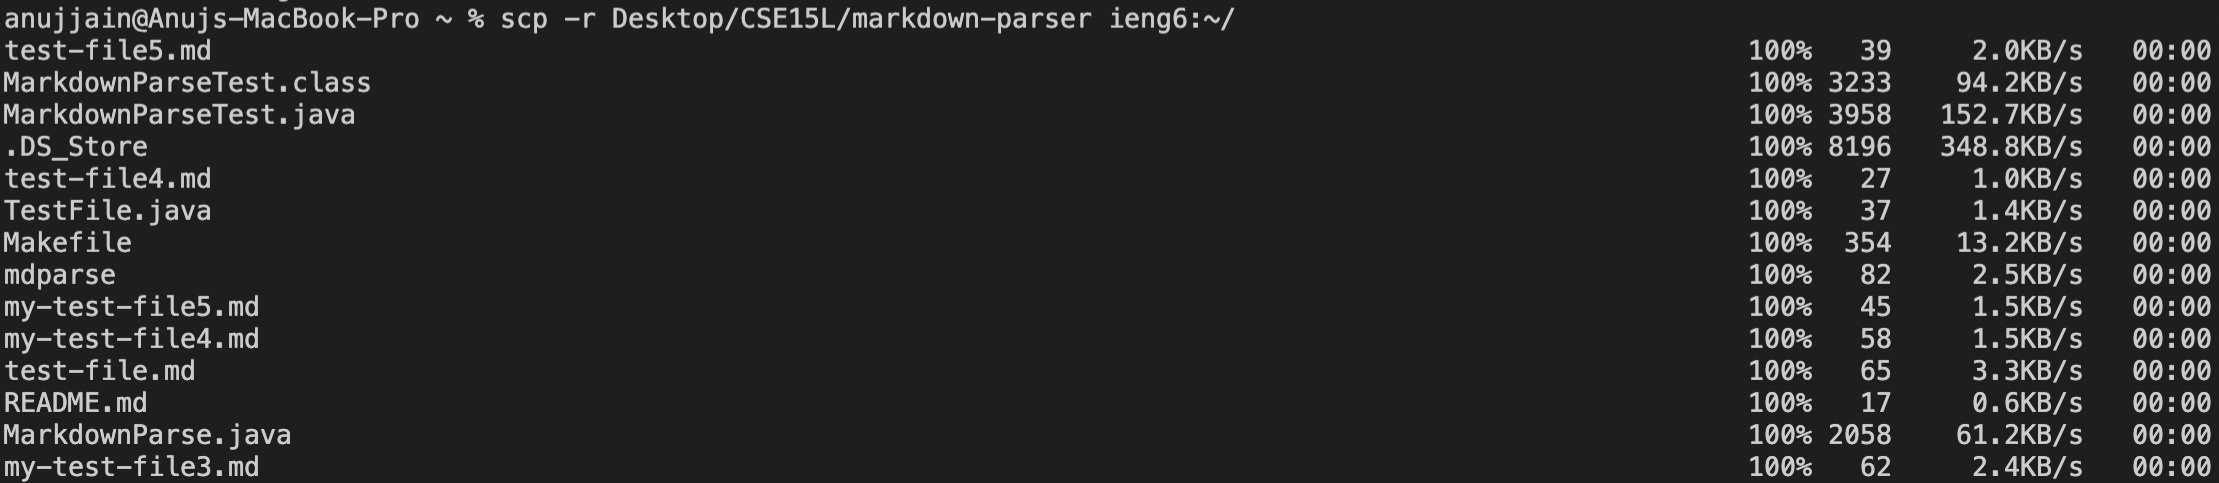 anujjain@Anujs-MacBook-Pro ~ % scp -r Desktop/CSE15L/markdown-parser ieng6:~/
test-file5.md 100% 39 2.0KB/s 00:00
MarkdownParseTest.class 100% 3233 94.2KB/s 00:00
MarkdownParseTest.java 100% 3958 152.7KB/s 00:00
.DS_Store 100% 8196 348.8KB/s 00:00
test-file4.md 100% 27 1.0KB/s 00:00
TestFile.java 100% 37 1.4KB/s 00:00
Makefile 100% 354 13.2KB/s 00:00
mdparse 100% 82 2.5KB/s 00:00
my-test-file5.md 100% 45 1.5KB/s 00:00
my-test-file4.md 100% 58 1.5KB/s 00:00
test-file.md 100% 65 3.3KB/s 00:00
README.md 100% 17 0.6KB/s 00:00
MarkdownParse.java 100% 2058 61.2KB/s 00:00
my-test-file3.md 100% 62 2.4KB/s 00:00